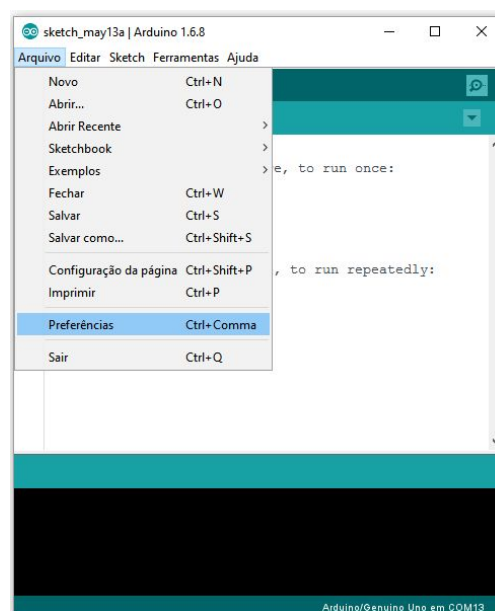 sketch_may13a | Arduino 1.6.8
Arquivo Editar Sketch Ferramentas Ajuda
Novo Ctrl+N
Abrir... Ctrl+O
Abrir Recente
Sketchbook
Exemplos
e, to run once:
Fechar Ctrl+W
Salvar Ctrl+S
Salvar como... Ctrl+Shift+S
Configuração da página Ctrl+Shift+P
, to run repeatedly:
Imprimir Ctrl+P
Preferências Ctrl+Comma
Sair Ctrl+Q
Arduino/Genuino Uno em COM13